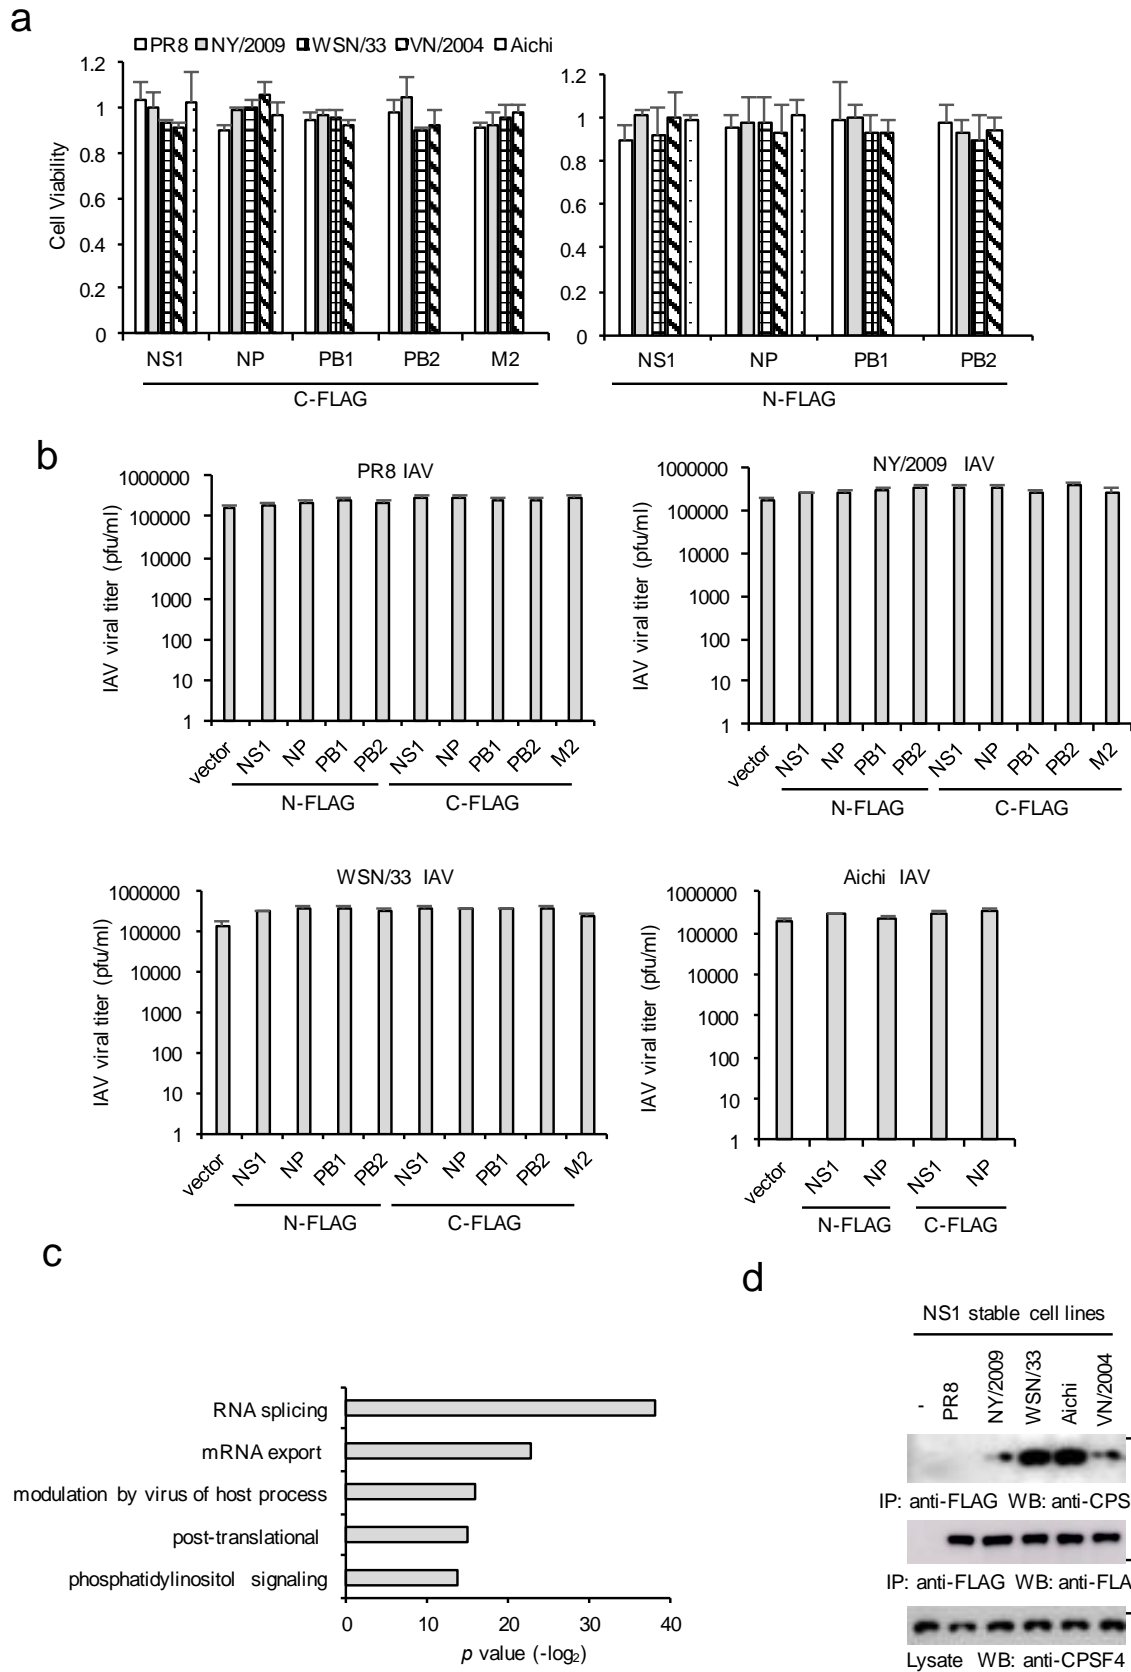 a
PR8 NY/2009 WSN/33 VN/2004 Aichi
Cell Viability
1.2
1
0.8
0.6
0.4
0.2
0
NS1 NP PB1 PB2 M2
C-FLAG
1.2
1
0.8
0.6
0.4
0.2
0
NS1 NP PB1 PB2
N-FLAG
b
PR8 IAV
IAV viral titer (pfu/ml)
1000000
100000
10000
1000
100
10
1
vector NS1 NP PB1 PB2 NS1 NP PB1 PB2 M2
N-FLAG C-FLAG
NY/2009 IAV
IAV viral titer (pfu/ml)
1000000
100000
10000
1000
100
10
1
vector NS1 NP PB1 PB2 NS1 NP PB1 PB2 M2
N-FLAG C-FLAG
WSN/33 IAV
IAV viral titer (pfu/ml)
1000000
100000
10000
1000
100
10
1
vector NS1 NP PB1 PB2 NS1 NP PB1 PB2 M2
N-FLAG C-FLAG
Aichi IAV
IAV viral titer (pfu/ml)
1000000
100000
10000
1000
100
10
1
vector NS1 NP NS1 NP
N-FLAG C-FLAG
c
RNA splicing
mRNA export
modulation by virus of host process
post-translational
phosphatidylinositol signaling
0 10 20 30 40
p value (-log₂)
d
NS1 stable cell lines
- PR8 NY/2009 WSN/33 Aichi VN/2004
IP: anti-FLAG WB: anti-CPS
IP: anti-FLAG WB: anti-FLA
Lysate WB: anti-CPSF4